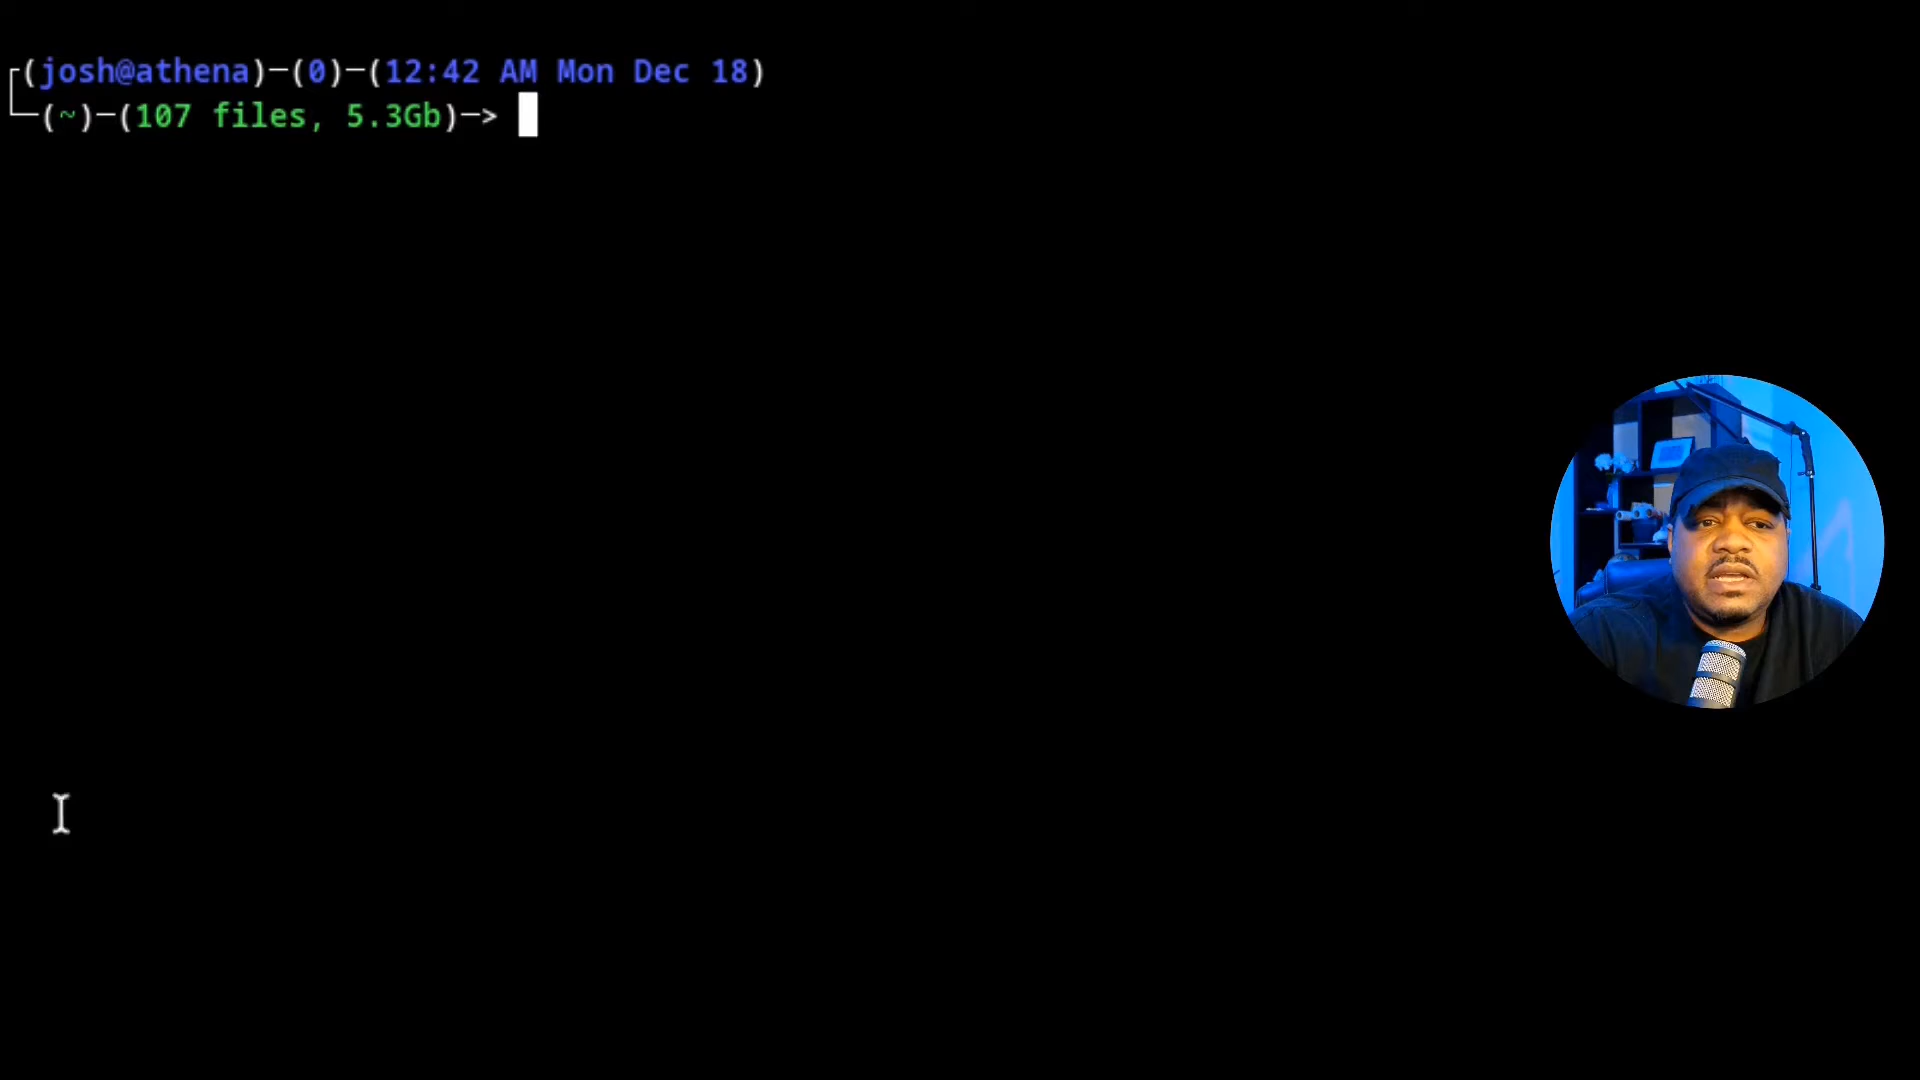 ┌(josh@athena)─(0)─(12:42 AM Mon Dec 18)
└─(~)─(107 files, 5.3Gb)─>